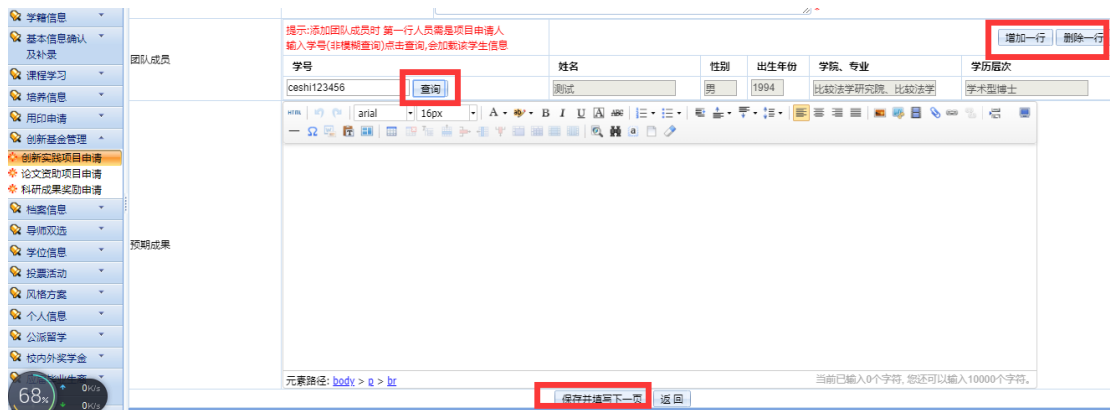 学籍信息
基本信息确认
及补录
课程学习
培养信息
用印申请
创新基金管理
创新实践项目申请
论文资助项目申请
科研成果奖励申请
档案信息
导师双选
学位信息
投票活动
风格方案
个人信息
公派留学
校内外奖学金
68%
0K/s
0K/s
团队成员
提示:添加团队成员时 第一行人员需是项目申请人
输入学号(非模糊查询)点击查询,会加载该学生信息
增加一行 删除一行
学号 姓名 性别 出生年份 学院、专业 学历层次
ceshi123456 查询 测试 男 1994 比较法学研究院、比较法学 学术型博士
预期成果
HTML arial 16px A B I U A ABC
Ω a
元素路径: body > p > br
当前已输入0个字符, 您还可以输入10000个字符。
保存并填写下一页 返 回